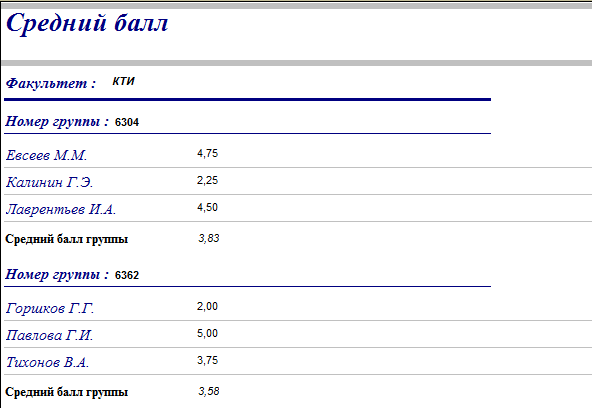 Средний балл
Факультет : КТИ
Номер группы : 6304
Евсеев М.М. 4,75
Калинин Г.Э. 2,25
Лаврентьев И.А. 4,50
Средний балл группы 3,83
Номер группы : 6362
Горшков Г.Г. 2,00
Павлова Г.И. 5,00
Тихонов В.А. 3,75
Средний балл группы 3,58